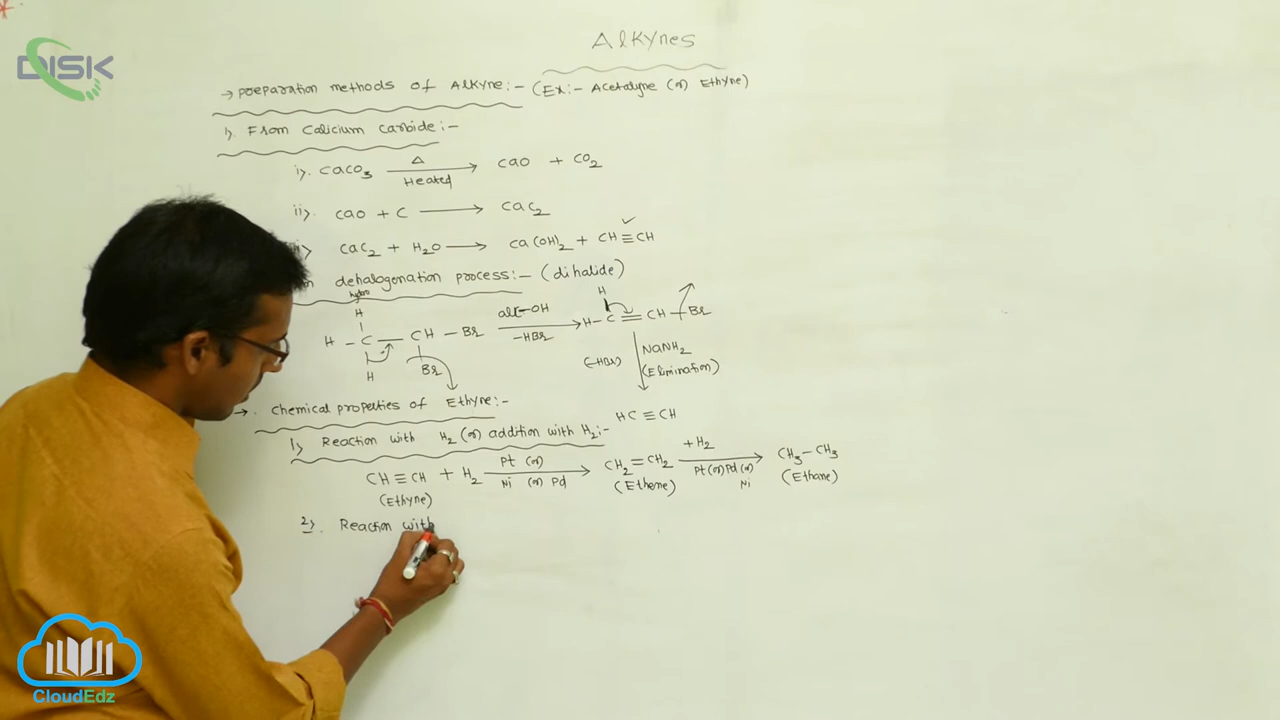 Alkynes
DISK
→ preparation methods of Alkyne:- (Ex:- Acetalyne (or) Ethyne)
1). From Calicium carbide:-
i). CaCO3 Δ Heated → CaO + CO2
ii). CaO + C → CaC2
CaC2 + H2O → Ca(OH)2 + CH≡CH ✓
dehalogenation process:- (dihalide)
hydro
H H
H - C — CH - Br alc-OH -HBr → H-C=CH-Br
H Br (-HBr) NaNH2
(Elimination)
→. Chemical properties of Ethyne:- HC≡CH
1) Reaction with H2 (or) addition with H2:-
CH≡CH + H2 Pt (or) Ni (or) Pd → CH2=CH2 +H2 Pt(or)Pd(or) Ni → CH3-CH3
(Ethyne) (Ethene) (Ethane)
2). Reaction with
CloudEdz